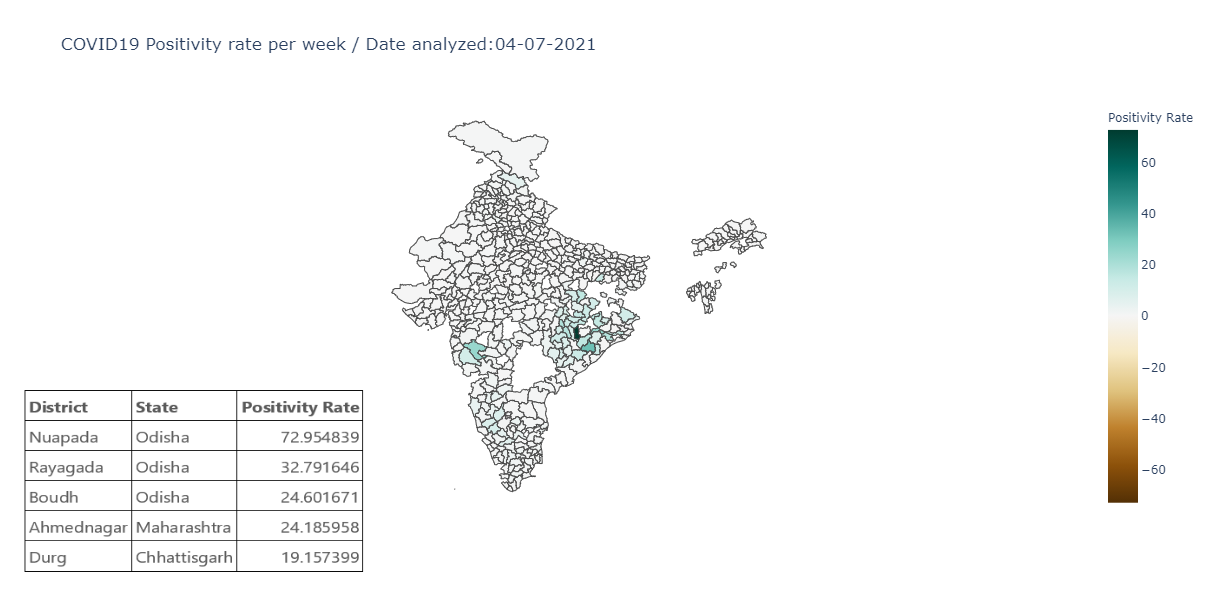 COVID19 Positivity rate per week / Date analyzed:04-07-2021
Positivity Rate
60
40
20
0
−20
−40
−60
District State Positivity Rate
Nuapada Odisha 72.954839
Rayagada Odisha 32.791646
Boudh Odisha 24.601671
Ahmednagar Maharashtra 24.185958
Durg Chhattisgarh 19.157399